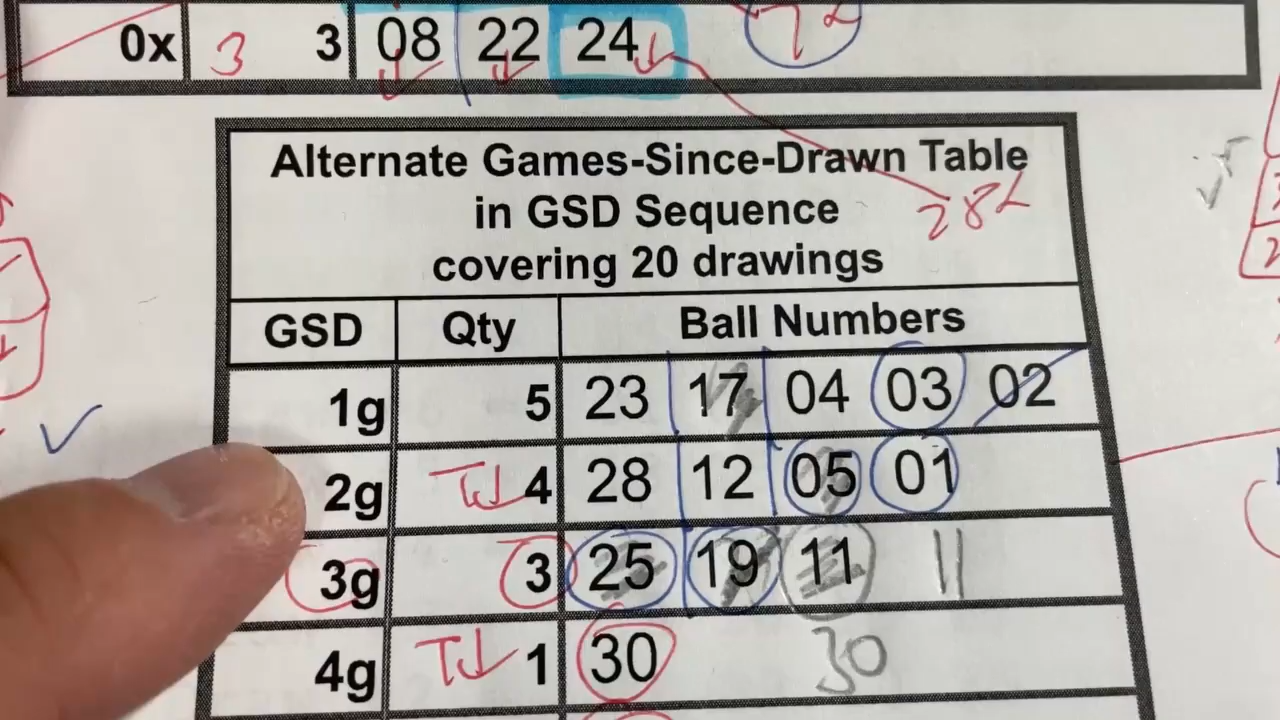 0x 3 3 08 22 24
Alternate Games-Since-Drawn Table
in GSD Sequence
28L
covering 20 drawings
GSD Qty Ball Numbers
1g 5 23 17 04 03 02
2g 4 28 12 05 01
3g 3 25 19 11 11
4g 1 30 30